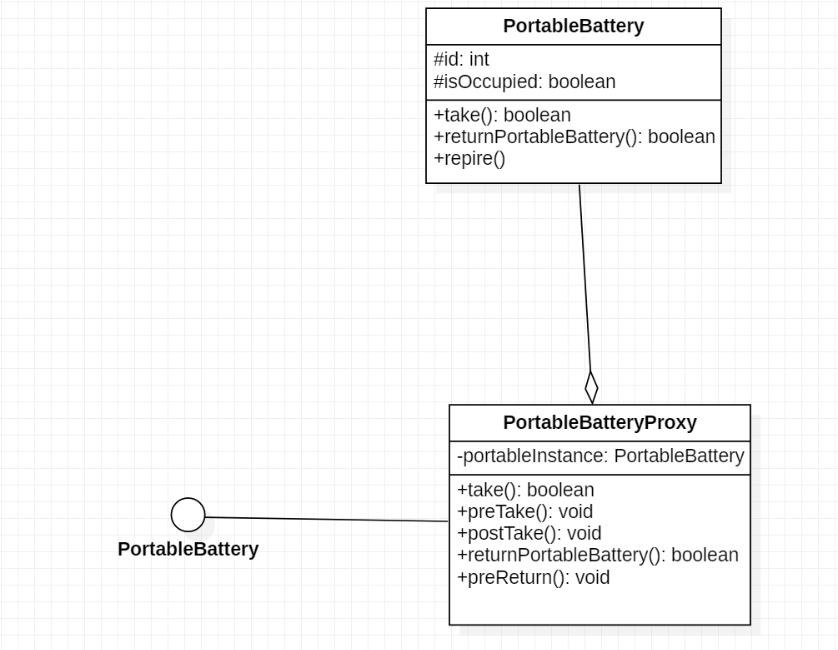 PortableBattery
#id: int
#isOccupied: boolean
+take(): boolean
+returnPortableBattery(): boolean
+repire()
PortableBatteryProxy
-portableInstance: PortableBattery
+take(): boolean
+preTake(): void
+postTake(): void
+returnPortableBattery(): boolean
+preReturn(): void
PortableBattery